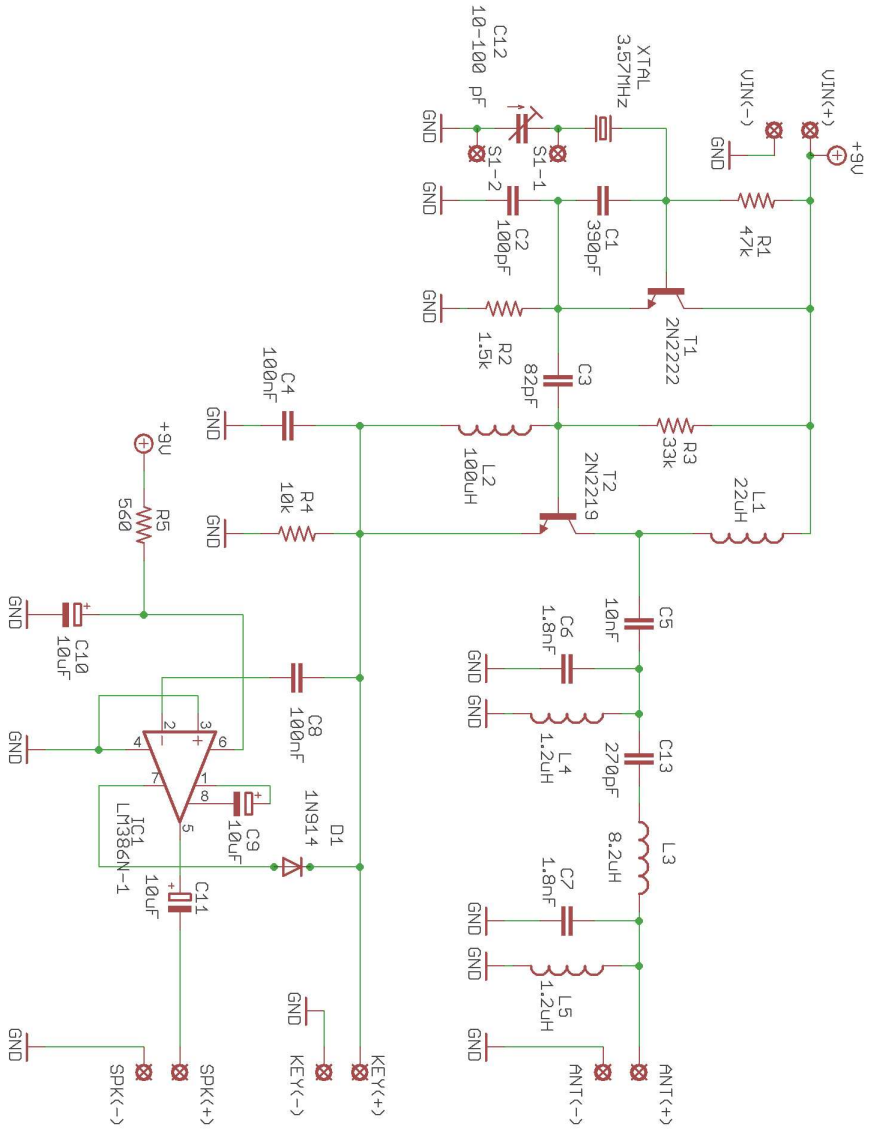 +9V
VIN(+)
VIN(-)
GND
XTAL
3.57MHz
C12
10-100 pF
S1-1
S1-2
GND
R1
47k
C1
390pF
C2
100pF
GND
T1
2N2222
R2
1.5k
GND
C3
82pF
R3
33k
L2
100uH
C4
100nF
GND
T2
2N2219
L1
22uH
R4
10k
GND
+9V
R5
560
C10
10uF
GND
C5
10nF
C6
1.8nF
GND
L4
1.2uH
GND
C13
270pF
L3
8.2uH
C7
1.8nF
GND
L5
1.2uH
GND
ANT(+)
ANT(-)
GND
C8
100nF
2
3
-
+
4
6
7
1
8
5
GND
IC1
LM386N-1
C9
10uF
D1
1N914
C11
10uF
+
+
+
GND
KEY(+)
KEY(-)
SPK(+)
SPK(-)
GND